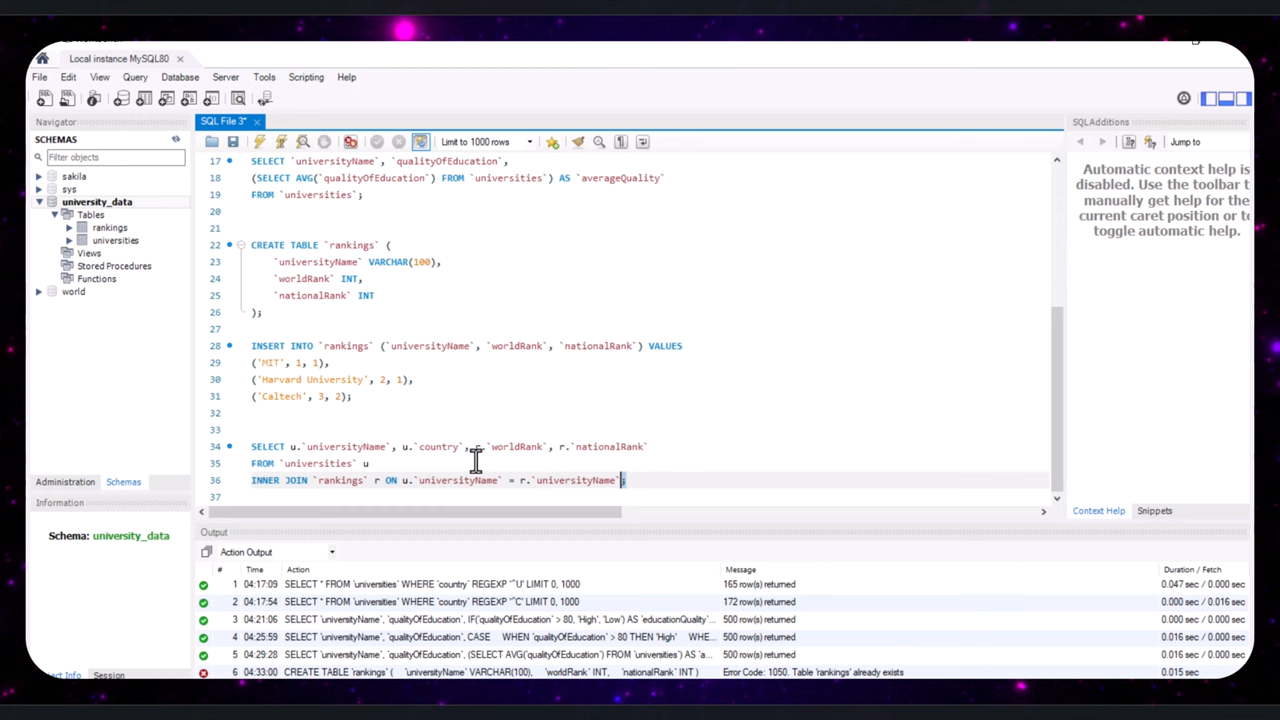 Local instance MySQL80
File Edit View Query Database Server Tools Scripting Help
Navigator
SCHEMAS
Filter objects
sakila
sys
university_data
Tables
rankings
universities
Views
Stored Procedures
Functions
world
Administration Schemas
Information
Schema: university_data
Session
SQL File 3*
Limit to 1000 rows
17 SELECT `universityName`, `qualityOfEducation`,
18 (SELECT AVG(`qualityOfEducation`) FROM `universities`) AS `averageQuality`
19 FROM `universities`;
20
21
22 CREATE TABLE `rankings` (
23 `universityName` VARCHAR(100),
24 `worldRank` INT,
25 `nationalRank` INT
26 );
27
28 INSERT INTO `rankings` (`universityName`, `worldRank`, `nationalRank`) VALUES
29 ('MIT', 1, 1),
30 ('Harvard University', 2, 1),
31 ('Caltech', 3, 2);
32
33
34 SELECT u.`universityName`, u.`country`, r.`worldRank`, r.`nationalRank`
35 FROM `universities` u
36 INNER JOIN `rankings` r ON u.`universityName` = r.`universityName`;
37
SQLAdditions
Jump to
Automatic context help is
disabled. Use the toolbar t
manually get help for the
current caret position or to
toggle automatic help.
Context Help Snippets
Output
Action Output
# Time Action Message Duration / Fetch
1 04:17:09 SELECT * FROM `universities` WHERE `country` REGEXP '^U' LIMIT 0, 1000 165 row(s) returned 0.047 sec / 0.000 sec
2 04:17:54 SELECT * FROM `universities` WHERE `country` REGEXP '^C' LIMIT 0, 1000 172 row(s) returned 0.000 sec / 0.016 sec
3 04:21:06 SELECT `universityName`, `qualityOfEducation`, IF(`qualityOfEducation` > 80, 'High', 'Low') AS `educationQuality`... 500 row(s) returned 0.000 sec / 0.000 sec
4 04:25:59 SELECT `universityName`, `qualityOfEducation`, CASE WHEN `qualityOfEducation` > 80 THEN 'High' WHE... 500 row(s) returned 0.016 sec / 0.000 sec
5 04:29:28 SELECT `universityName`, `qualityOfEducation`, (SELECT AVG(`qualityOfEducation`) FROM `universities`) AS `a... 500 row(s) returned 0.016 sec / 0.000 sec
6 04:33:00 CREATE TABLE `rankings` ( `universityName` VARCHAR(100), `worldRank` INT, `nationalRank` INT ) Error Code: 1050. Table 'rankings' already exists 0.015 sec